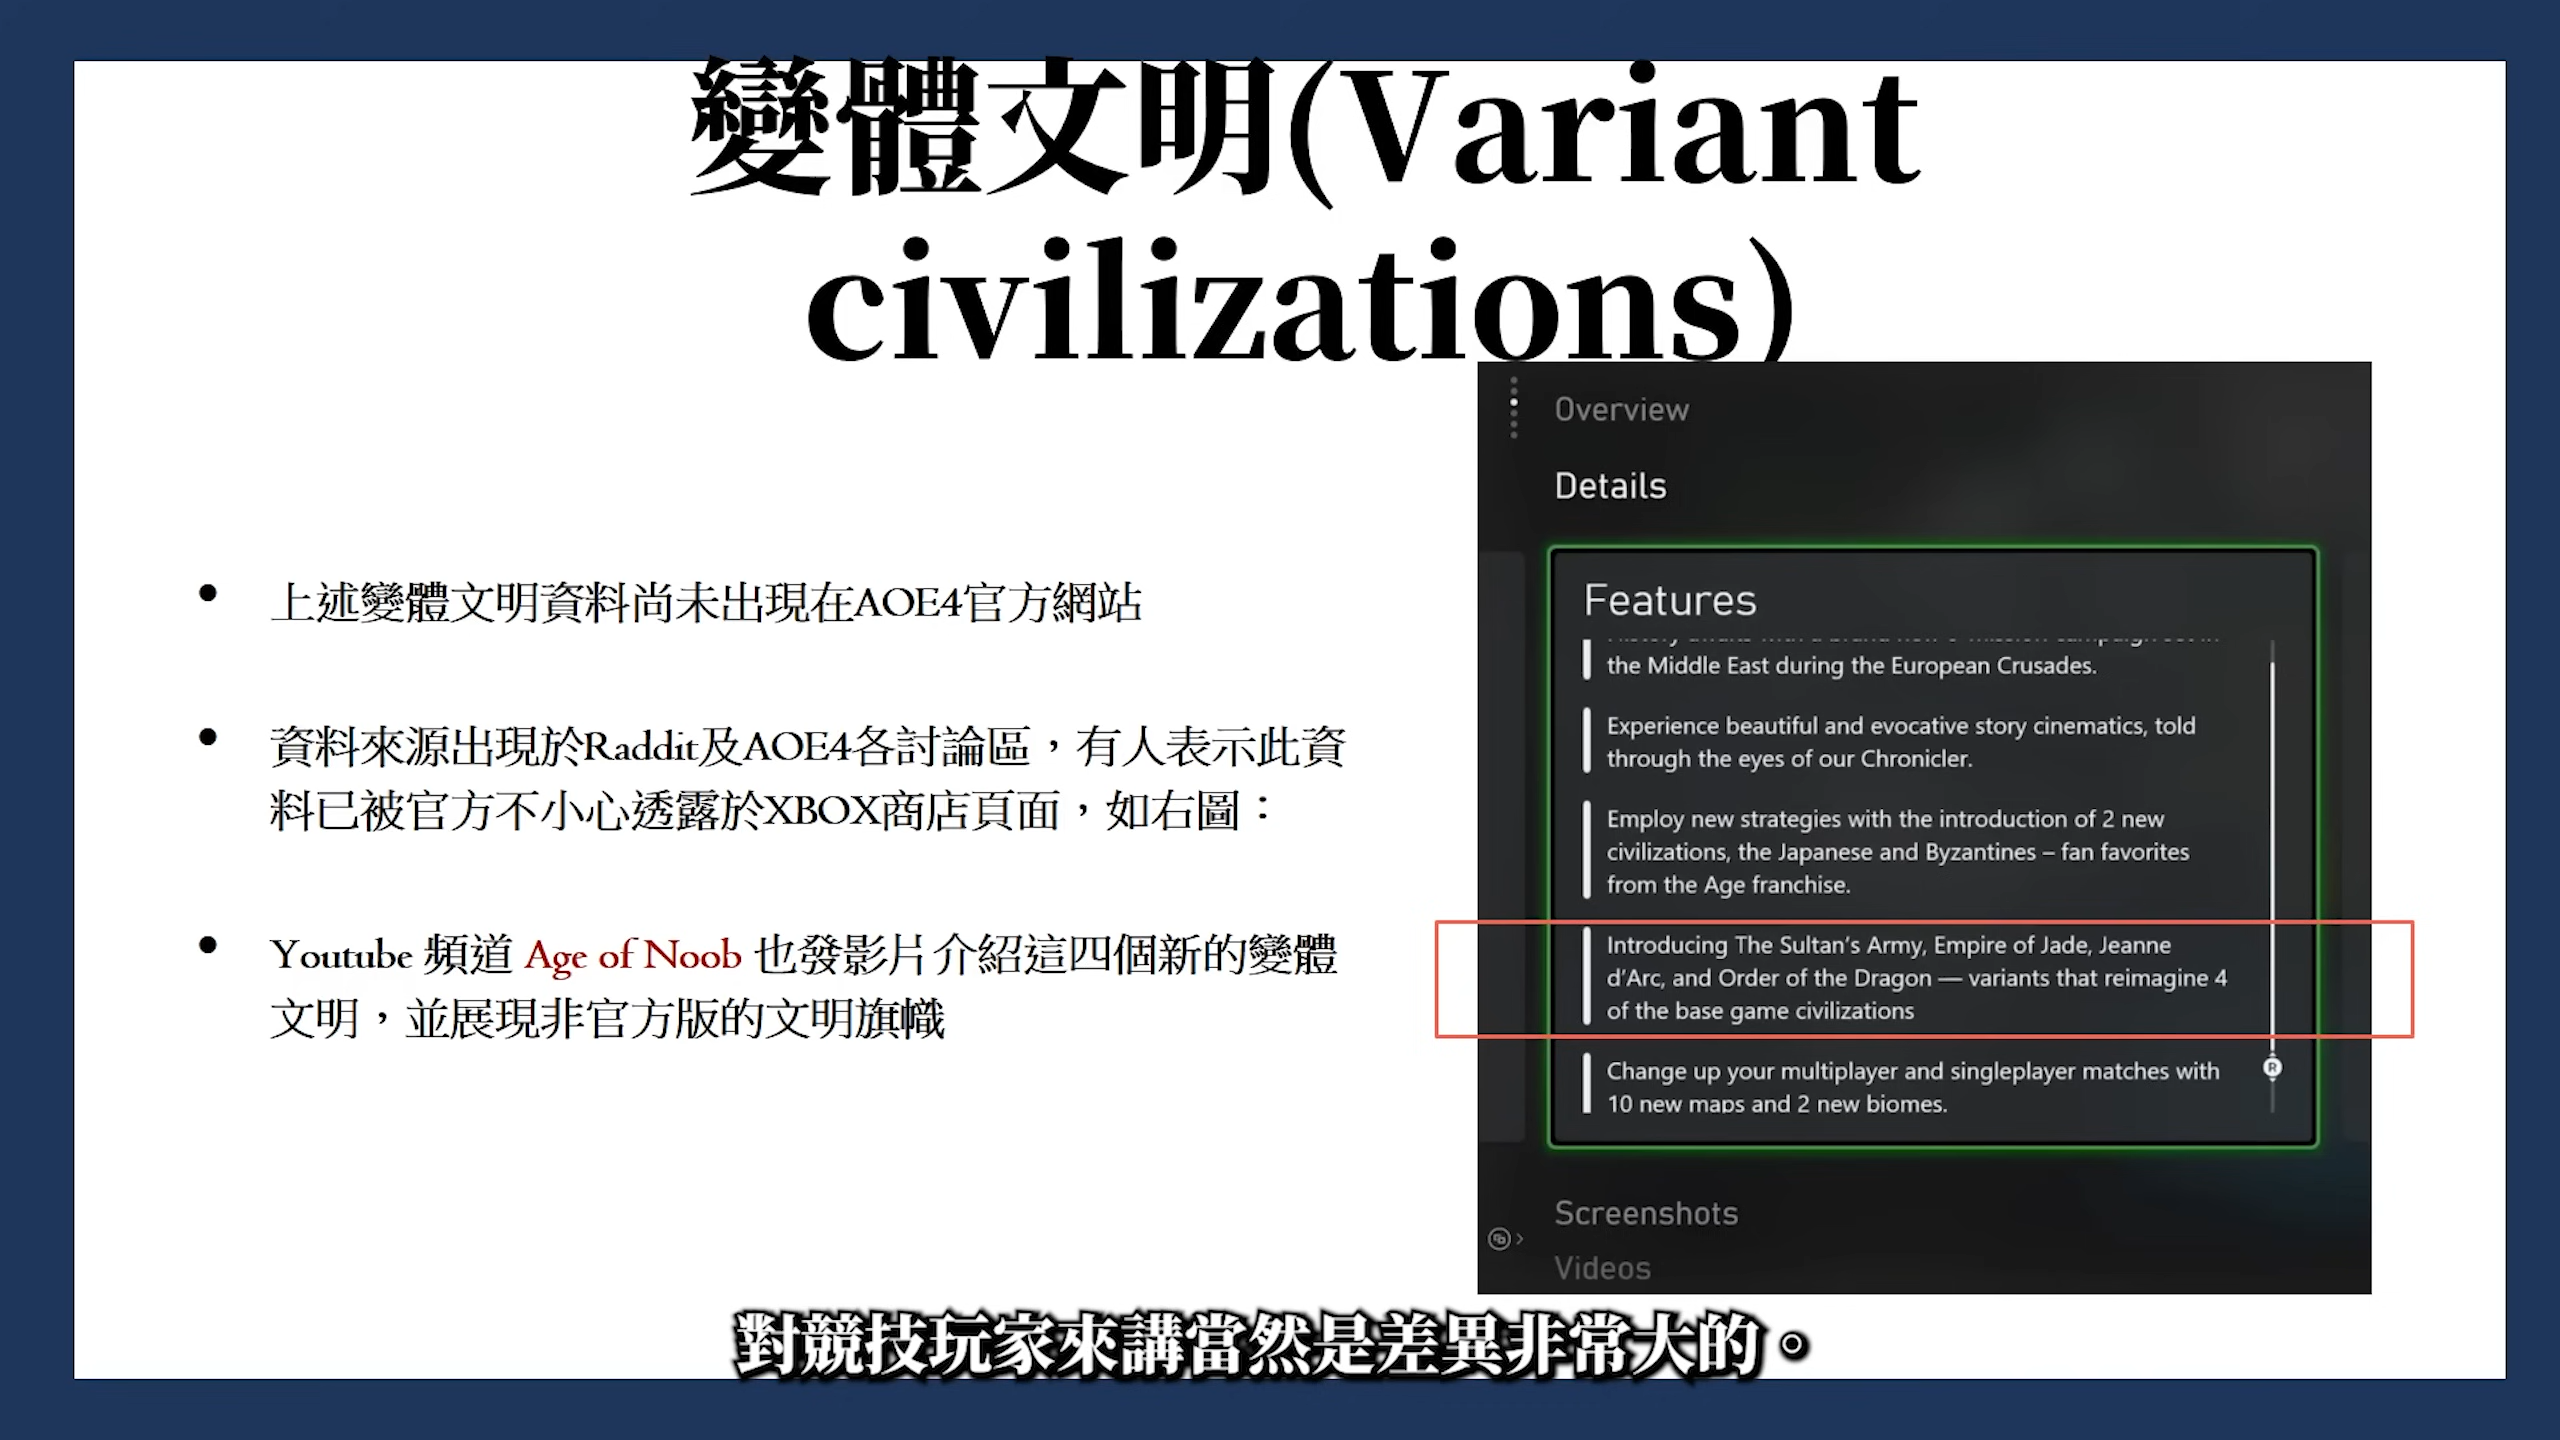 變體文明(Variant
civilizations)
上述變體文明資料尚未出現在AOE4官方網站
資料來源出現於Raddit及AOE4各討論區，有人表示此資
料已被官方不小心透露於XBOX商店頁面，如右圖：
Youtube 頻道 Age of Noob 也發影片介紹這四個新的變體
文明，並展現非官方版的文明旗幟
Overview
Details
Features
the Middle East during the European Crusades.
Experience beautiful and evocative story cinematics, told
through the eyes of our Chronicler.
Employ new strategies with the introduction of 2 new
civilizations, the Japanese and Byzantines – fan favorites
from the Age franchise.
Introducing The Sultan's Army, Empire of Jade, Jeanne
d'Arc, and Order of the Dragon — variants that reimagine 4
of the base game civilizations
Change up your multiplayer and singleplayer matches with
10 new maps and 2 new biomes.
R
Screenshots
Videos
對競技玩家來講當然是差異非常大的。